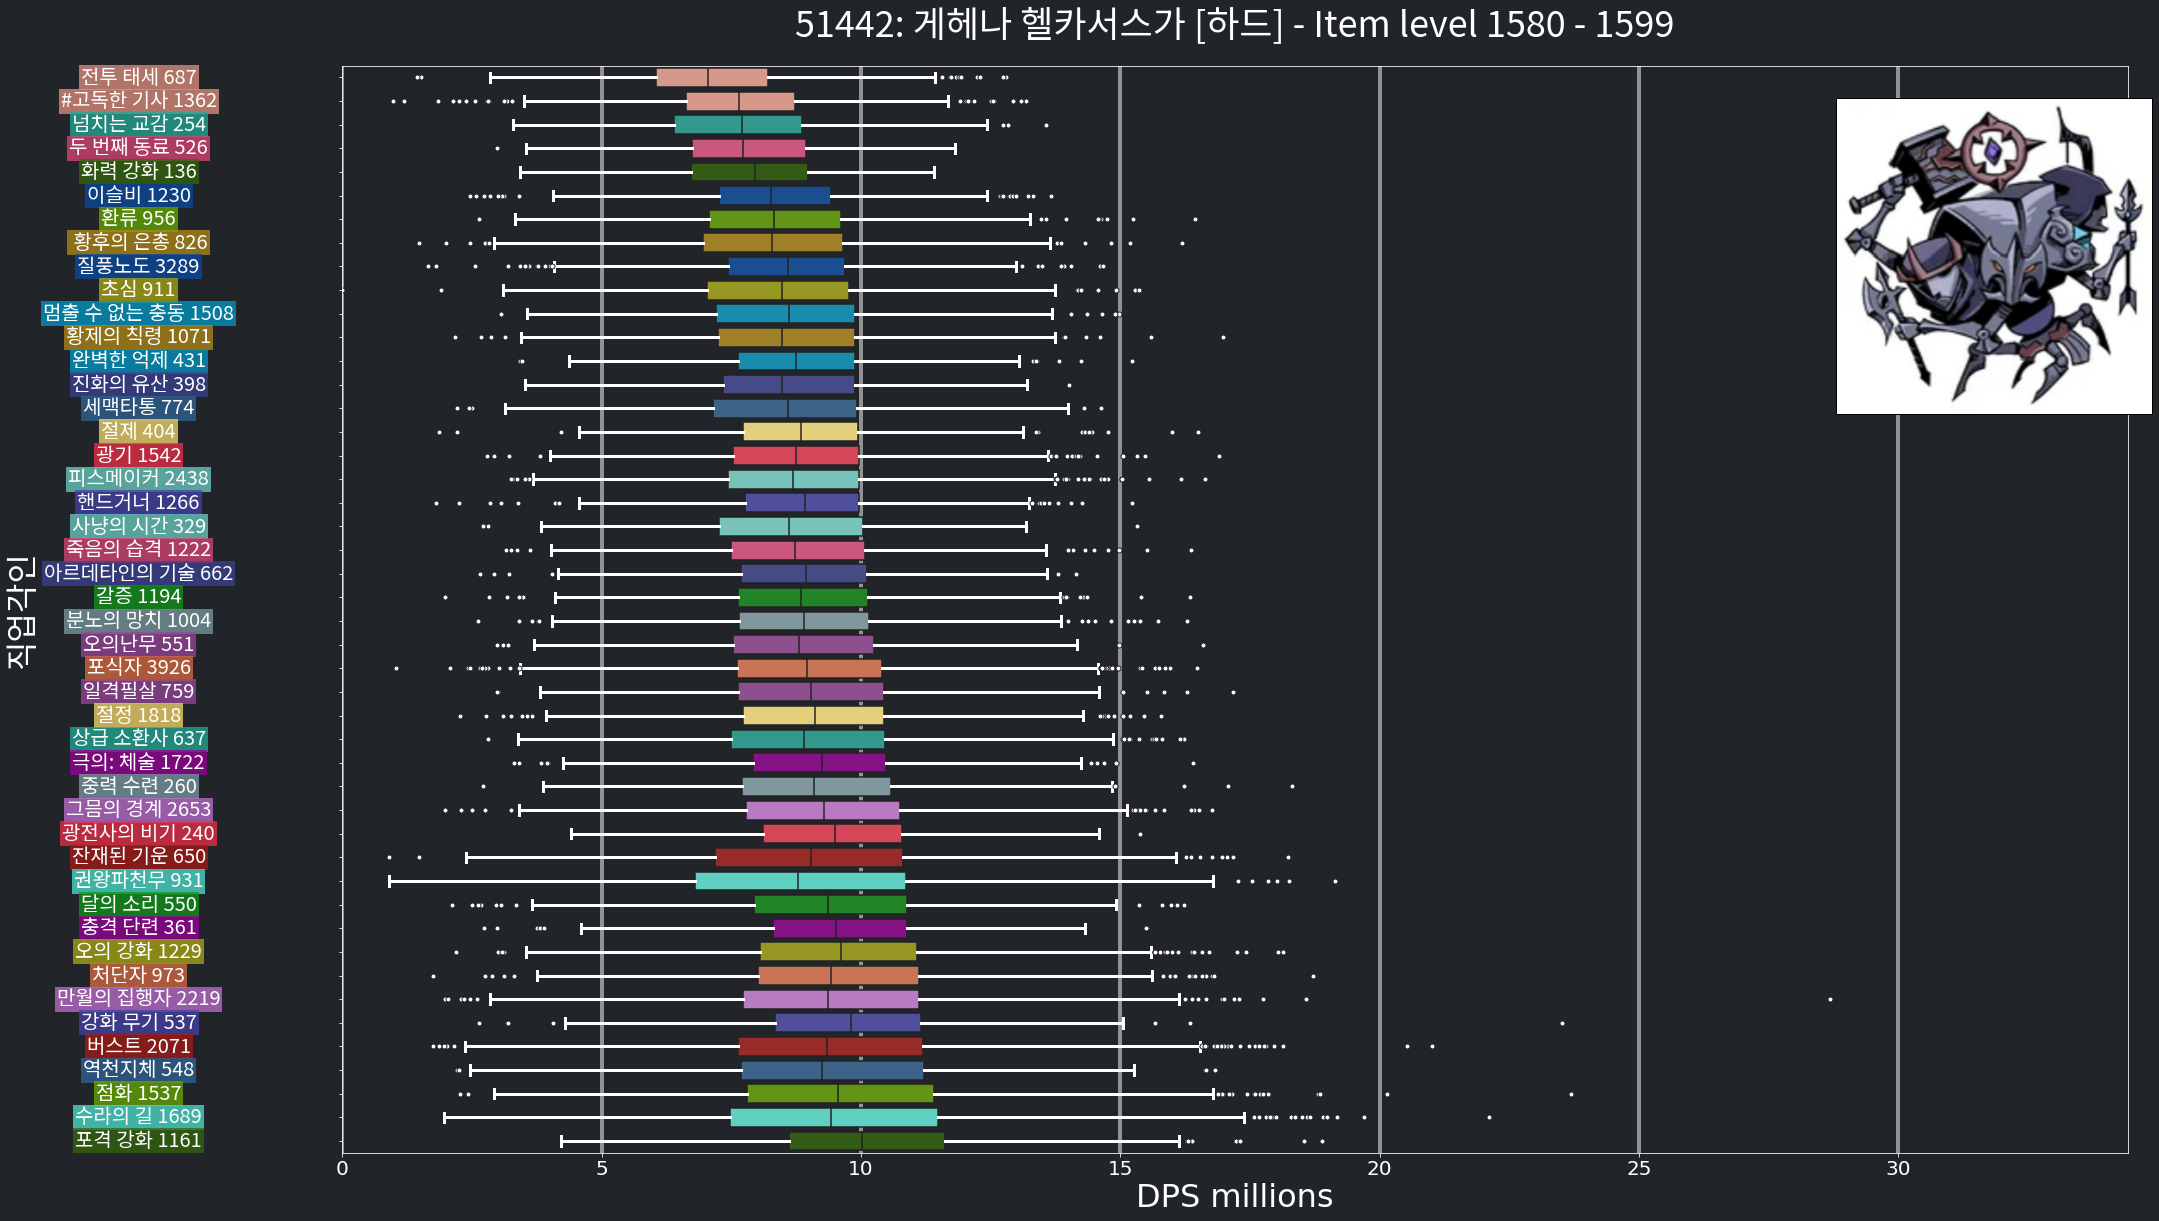 51442: 게헤나 헬카서스가 [하드] - Item level 1580 - 1599
직업각인
전투 태세 687
#고독한 기사 1362
넘치는 교감 254
두 번째 동료 526
화력 강화 136
이슬비 1230
환류 956
황후의 은총 826
질풍노도 3289
초심 911
멈출 수 없는 충동 1508
황제의 칙령 1071
완벽한 억제 431
진화의 유산 398
세맥타통 774
절제 404
광기 1542
피스메이커 2438
핸드거너 1266
사냥의 시간 329
죽음의 습격 1222
아르데타인의 기술 662
갈증 1194
분노의 망치 1004
오의난무 551
포식자 3926
일격필살 759
절정 1818
상급 소환사 637
극의: 체술 1722
중력 수련 260
그믐의 경계 2653
광전사의 비기 240
잔재된 기운 650
권왕파천무 931
달의 소리 550
충격 단련 361
오의 강화 1229
처단자 973
만월의 집행자 2219
강화 무기 537
버스트 2071
역천지체 548
점화 1537
수라의 길 1689
포격 강화 1161
0 5 10 15 20 25 30
DPS millions